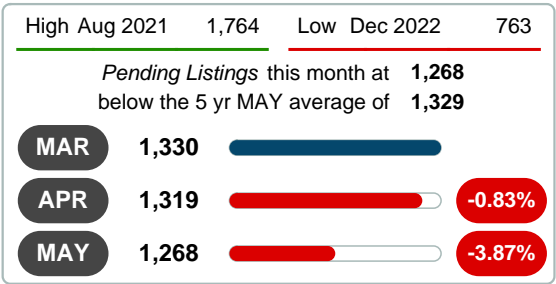 High Aug 2021 1,764 Low Dec 2022 763
Pending Listings this month at 1,268
below the 5 yr MAY average of 1,329
MAR 1,330
APR 1,319 -0.83%
MAY 1,268 -3.87%